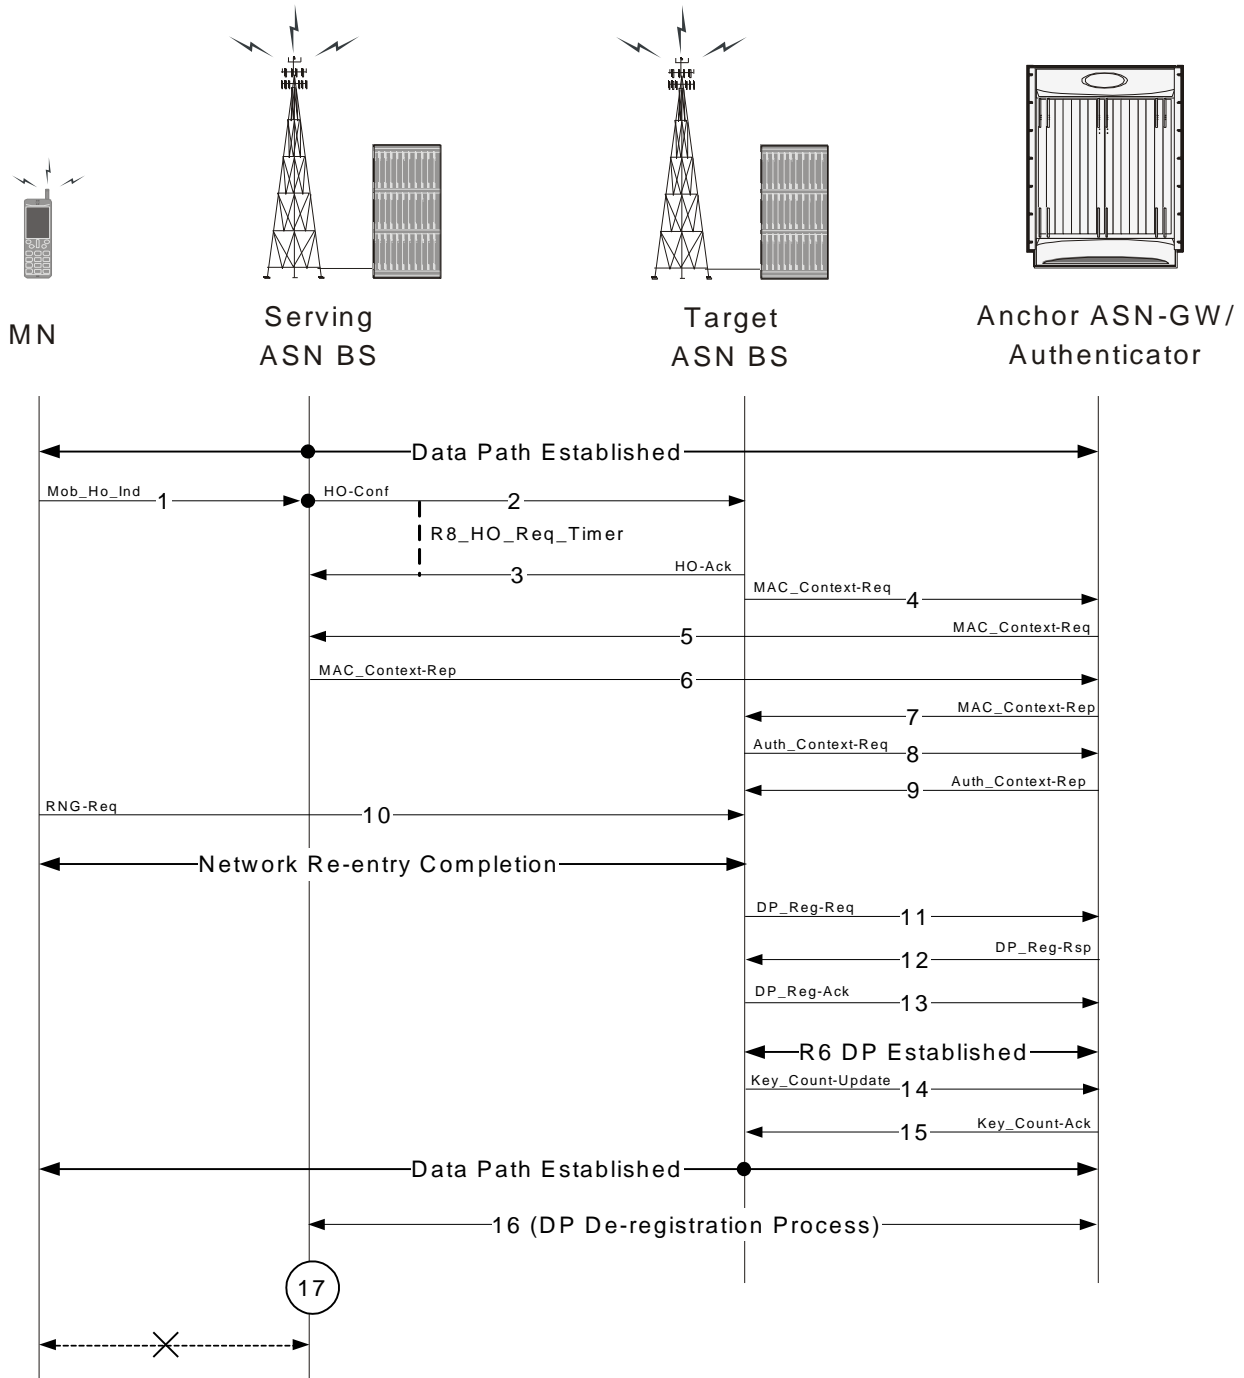 MN
Serving
ASN BS
Target
ASN BS
Anchor ASN-GW/
Authenticator
Data Path Established
Mob_Ho_Ind
1
HO-Conf
2
R8_HO_Req_Timer
3
HO-Ack
MAC_Context-Req
4
5
MAC_Context-Req
MAC_Context-Rep
6
7
MAC_Context-Rep
Auth_Context-Req
8
9
Auth_Context-Rep
RNG-Req
10
Network Re-entry Completion
DP_Reg-Req
11
12
DP_Reg-Rsp
DP_Reg-Ack
13
R6 DP Established
Key_Count-Update
14
15
Key_Count-Ack
Data Path Established
16 (DP De-registration Process)
17